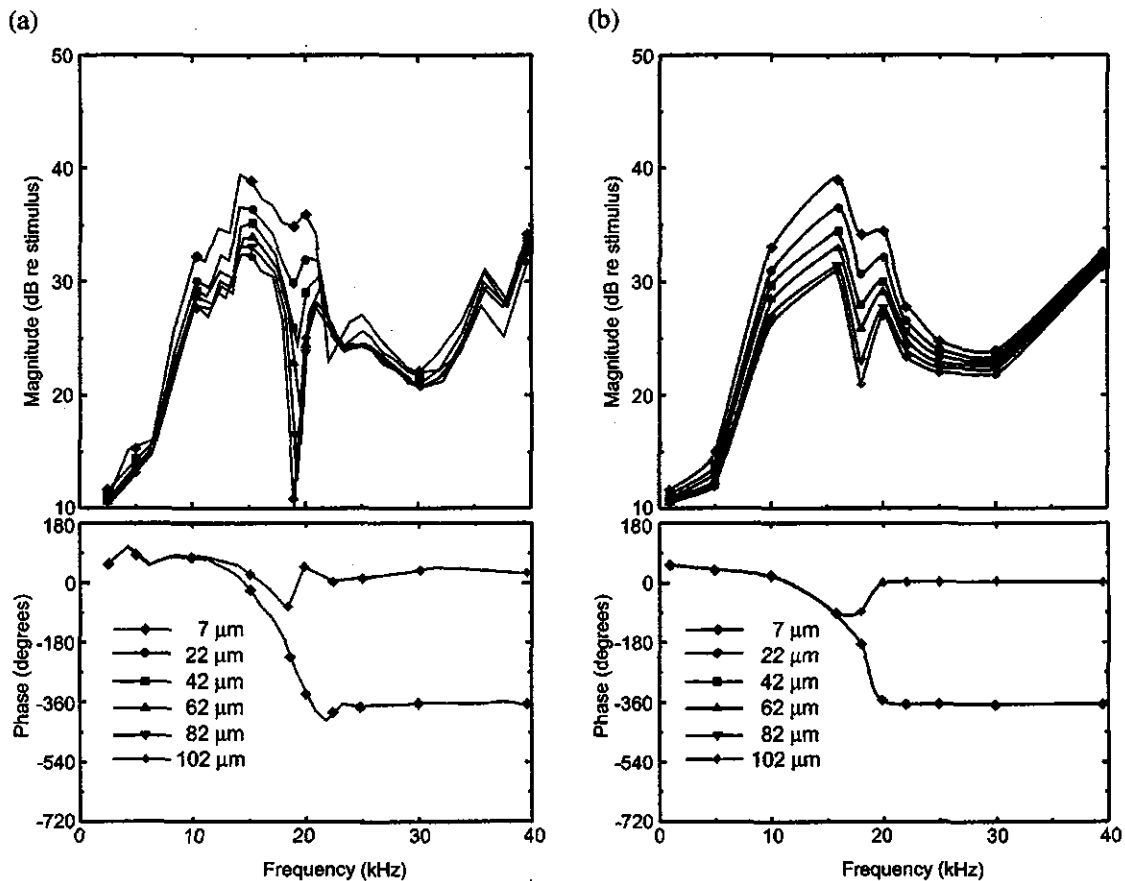 (a)
50
40
30
20
10
Magnitude (dB re stimulus)
180
0
-180
-360
-540
-720
Phase (degrees)
7 μm
22 μm
42 μm
62 μm
82 μm
102 μm
0
10
20
30
40
Frequency (kHz)
(b)
50
40
30
20
10
Magnitude (dB re stimulus)
180
0
-180
-360
-540
-720
Phase (degrees)
7 μm
22 μm
42 μm
62 μm
82 μm
102 μm
0
10
20
30
40
Frequency (kHz)